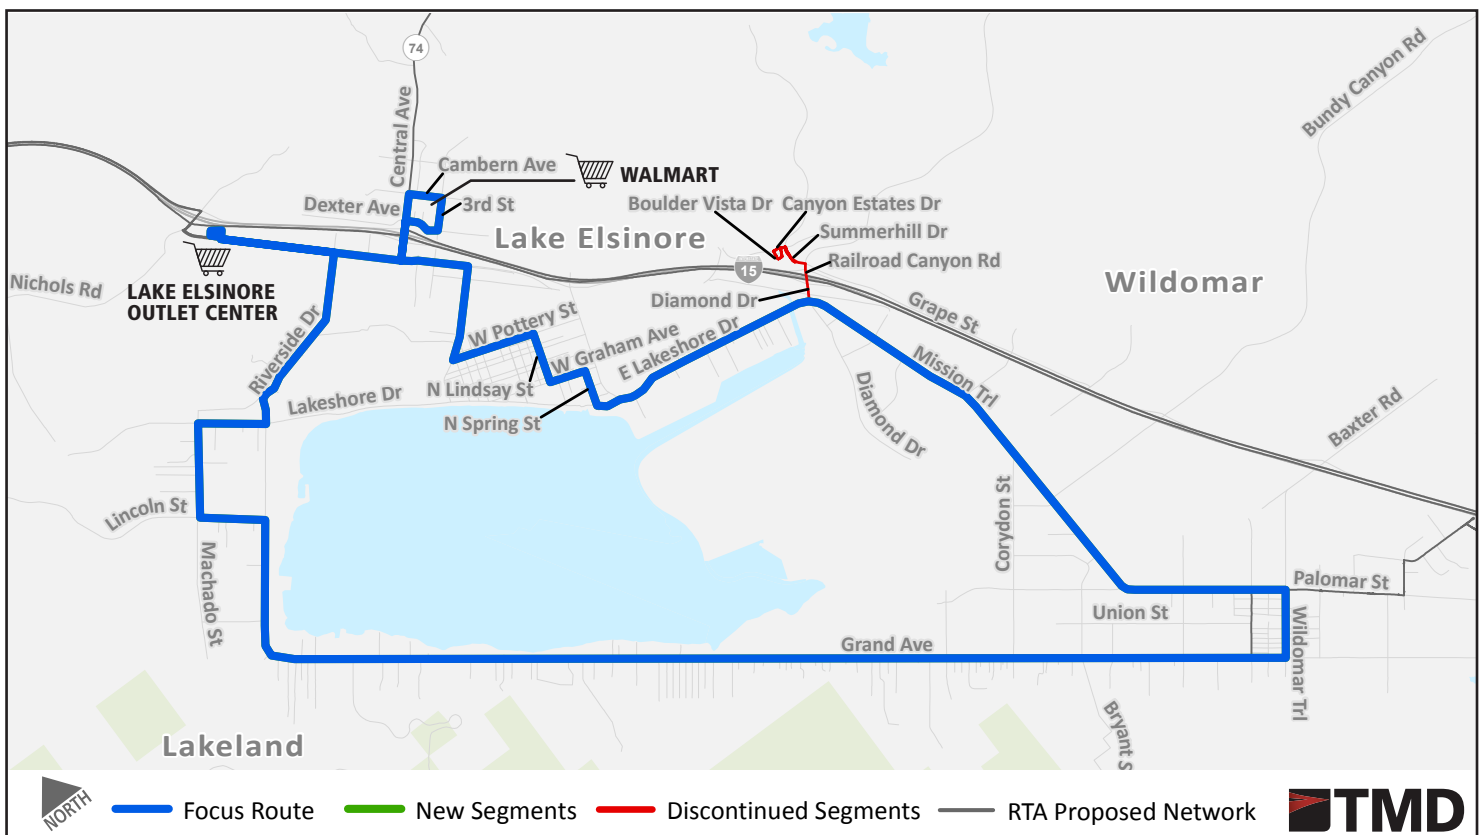 74
Central Ave
Bundy Canyon Rd
Cambern Ave
WALMART
Dexter Ave
3rd St
Boulder Vista Dr
Canyon Estates Dr
Lake Elsinore
Summerhill Dr
Railroad Canyon Rd
15
Nichols Rd
LAKE ELSINORE
OUTLET CENTER
Diamond Dr
Wildomar
Grape St
Riverside Dr
W Pottery St
W Graham Ave
E Lakeshore Dr
Mission Trl
N Lindsay St
Lakeshore Dr
N Spring St
Diamond Dr
Baxter Rd
Lincoln St
Corydon St
Machado St
Palomar St
Union St
Wildomar Trl
Grand Ave
Bryant S
Lakeland
NORTH
Focus Route
New Segments
Discontinued Segments
RTA Proposed Network
TMD